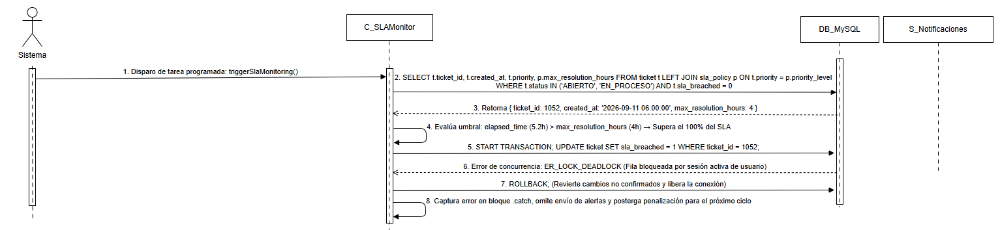 Sistema
C_SLAMonitor
DB_MySQL
S_Notificaciones
1. Disparo de tarea programada: triggerSlaMonitoring()
2. SELECT t.ticket_id, t.created_at, t.priority, p.max_resolution_hours FROM ticket t LEFT JOIN sla_policy p ON t.priority = p.priority_level
WHERE t.status IN ('ABIERTO', 'EN_PROCESO') AND t.sla_breached = 0
3. Retorna { ticket_id: 1052, created_at: '2026-09-11 06:00:00', max_resolution_hours: 4 }
4. Evalúa umbral: elapsed_time (5.2h) > max_resolution_hours (4h) → Supera el 100% del SLA
5. START TRANSACTION; UPDATE ticket SET sla_breached = 1 WHERE ticket_id = 1052;
6. Error de concurrencia: ER_LOCK_DEADLOCK (Fila bloqueada por sesión activa de usuario)
7. ROLLBACK; (Revierte cambios no confirmados y libera la conexión)
8. Captura error en bloque .catch, omite envío de alertas y posterga penalización para el próximo ciclo